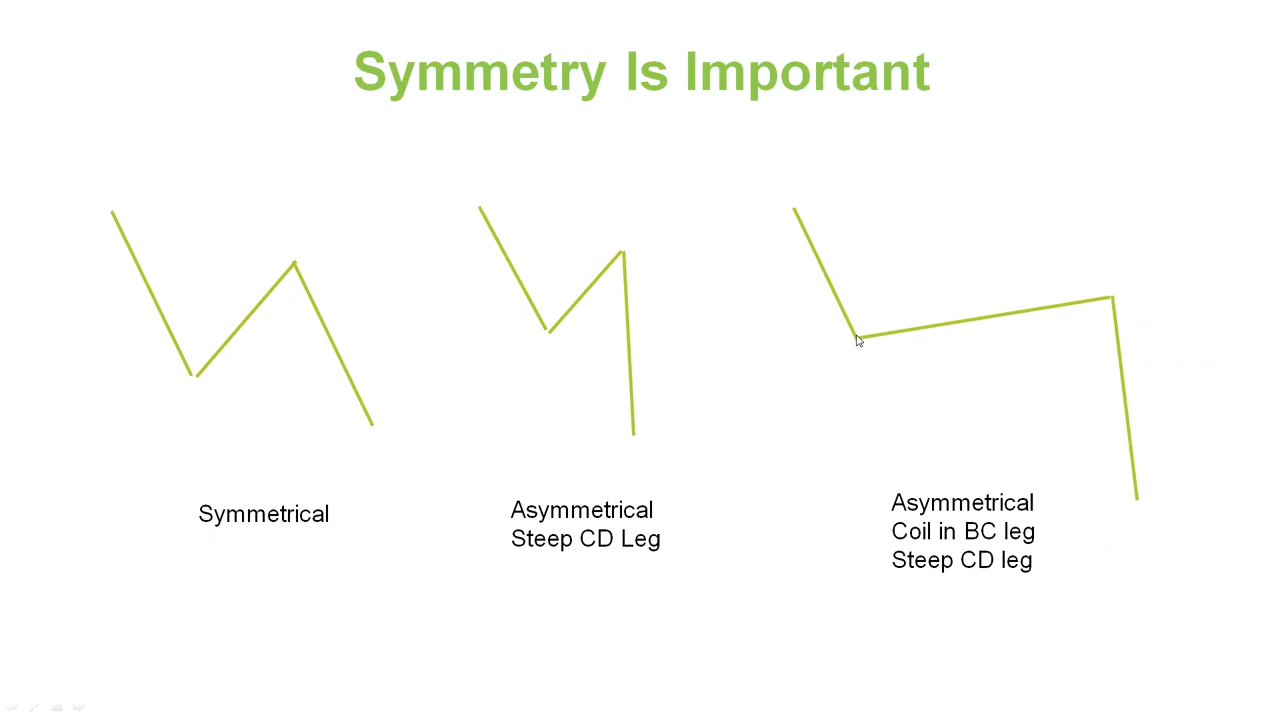 Symmetry Is Important
Symmetrical
Asymmetrical
Steep CD Leg
Asymmetrical
Coil in BC leg
Steep CD leg